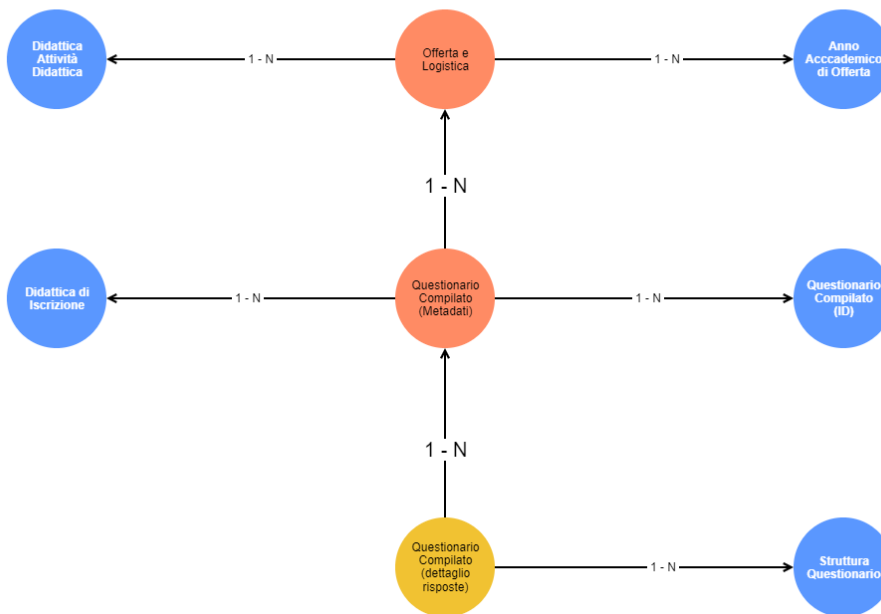 Didattica
Attività
Didattica
1 - N
Offerta e
Logistica
1 - N
Anno
Acccademico
di Offerta
1 - N
Didattica di
Iscrizione
1 - N
Questionario
Compilato
(Metadati)
1 - N
Questionario
Compilato
(ID)
1 - N
Questionario
Compilato
(dettaglio
risposte)
1 - N
Struttura
Questionario